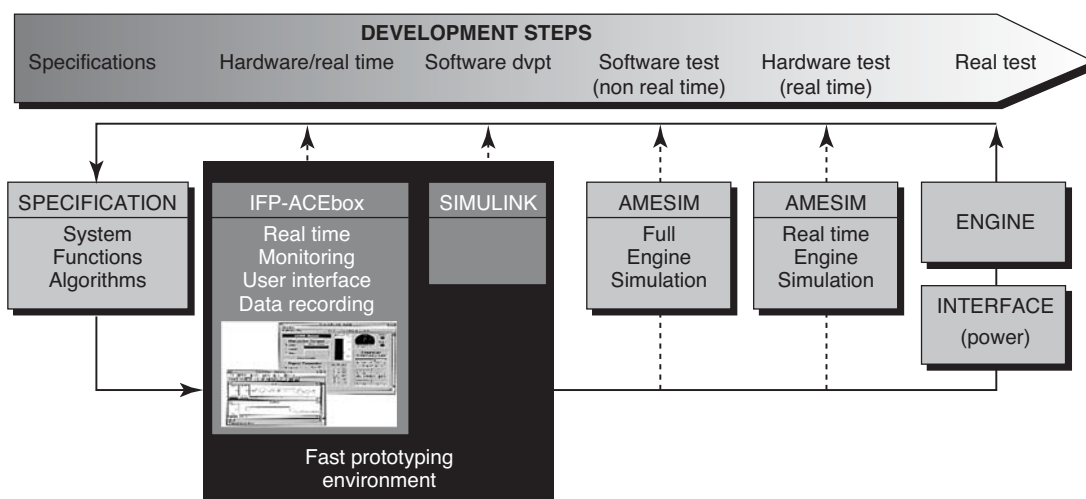 DEVELOPMENT STEPS
Specifications
Hardware/real time
Software dvpt
Software test
(non real time)
Hardware test
(real time)
Real test
SPECIFICATION
System
Functions
Algorithms
IFP-ACEbox
Real time
Monitoring
User interface
Data recording
SIMULINK
AMESIM
Full
Engine
Simulation
AMESIM
Real time
Engine
Simulation
ENGINE
INTERFACE
(power)
Fast prototyping
environment